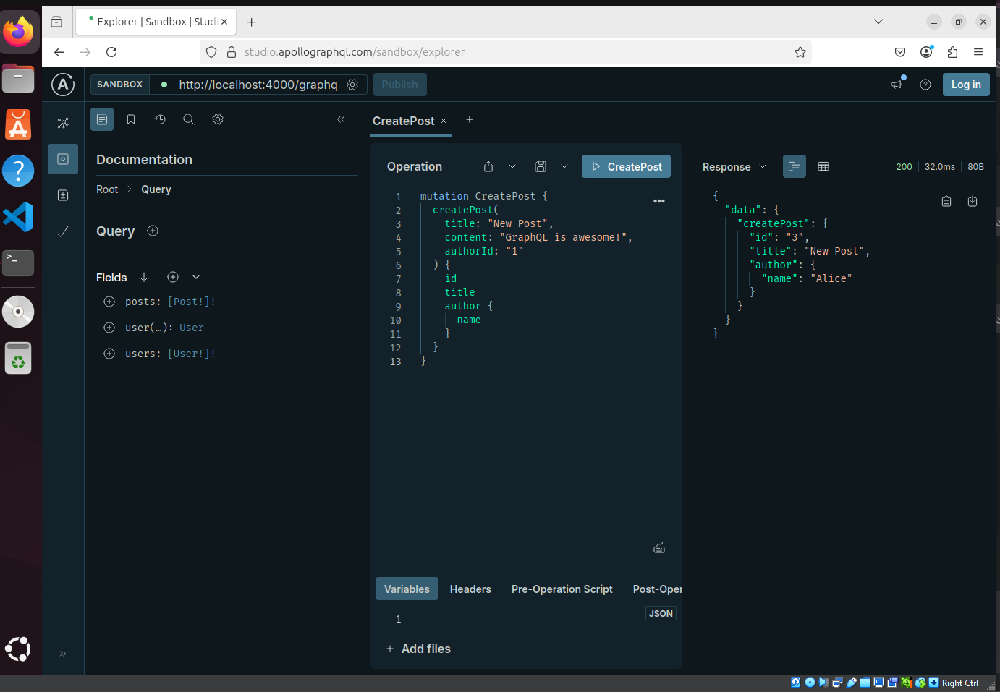 Explorer | Sandbox | Studi
studio.apollographql.com/sandbox/explorer
SANDBOX
http://localhost:4000/graphq
Publish
Log in
CreatePost
Documentation
Root > Query
Query
Fields
posts: [Post!]!
user(…): User
users: [User!]!
Operation
CreatePost
1 mutation CreatePost {
2 createPost(
3 title: "New Post",
4 content: "GraphQL is awesome!",
5 authorId: "1"
6 ) {
7 id
8 title
9 author {
10 name
11 }
12 }
13 }
Variables
Headers
Pre-Operation Script
Post-Oper
1
JSON
+ Add files
Response
200
32.0ms
80B
{
"data": {
"createPost": {
"id": "3",
"title": "New Post",
"author": {
"name": "Alice"
}
}
}
}
Right Ctrl